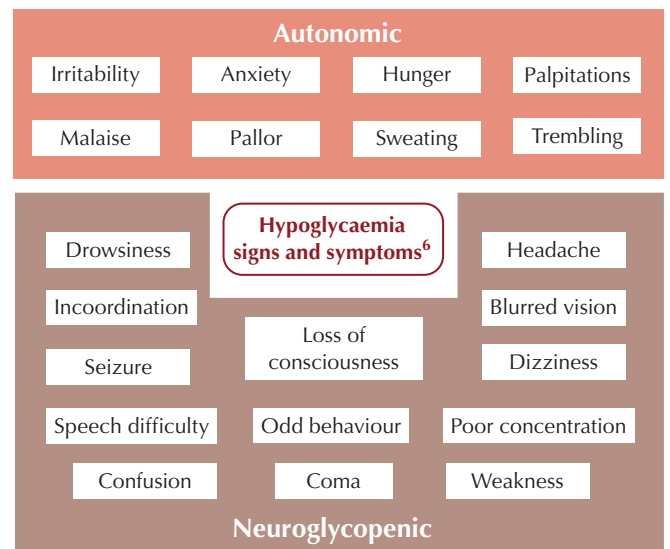 Autonomic
Irritability
Anxiety
Hunger
Palpitations
Malaise
Pallor
Sweating
Trembling
Hypoglycaemia
signs and symptoms⁶
Drowsiness
Headache
Incoordination
Blurred vision
Loss of
consciousness
Seizure
Dizziness
Speech difficulty
Odd behaviour
Poor concentration
Confusion
Coma
Weakness
Neuroglycopenic